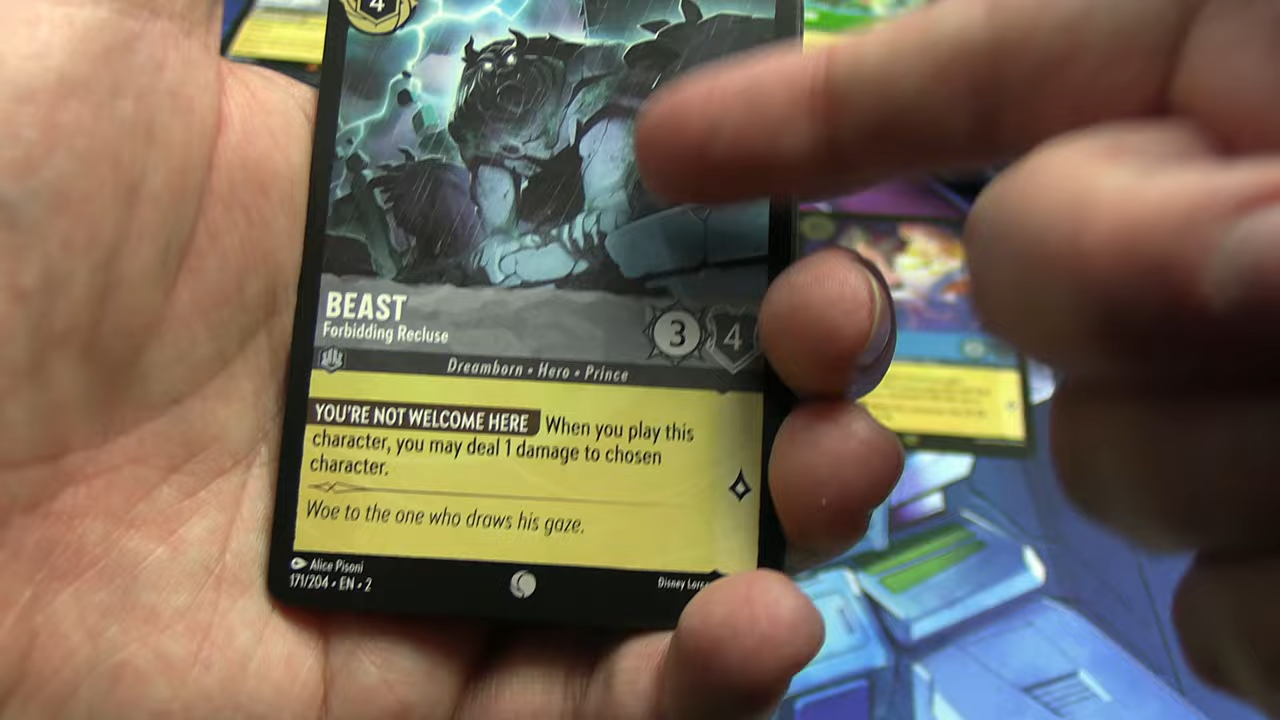 4
BEAST
Forbidding Recluse
3 4
Dreamborn • Hero • Prince
YOU'RE NOT WELCOME HERE When you play this
character, you may deal 1 damage to chosen
character.
Woe to the one who draws his gaze.
Alice Pisoni
171/204 • EN • 2
Disney